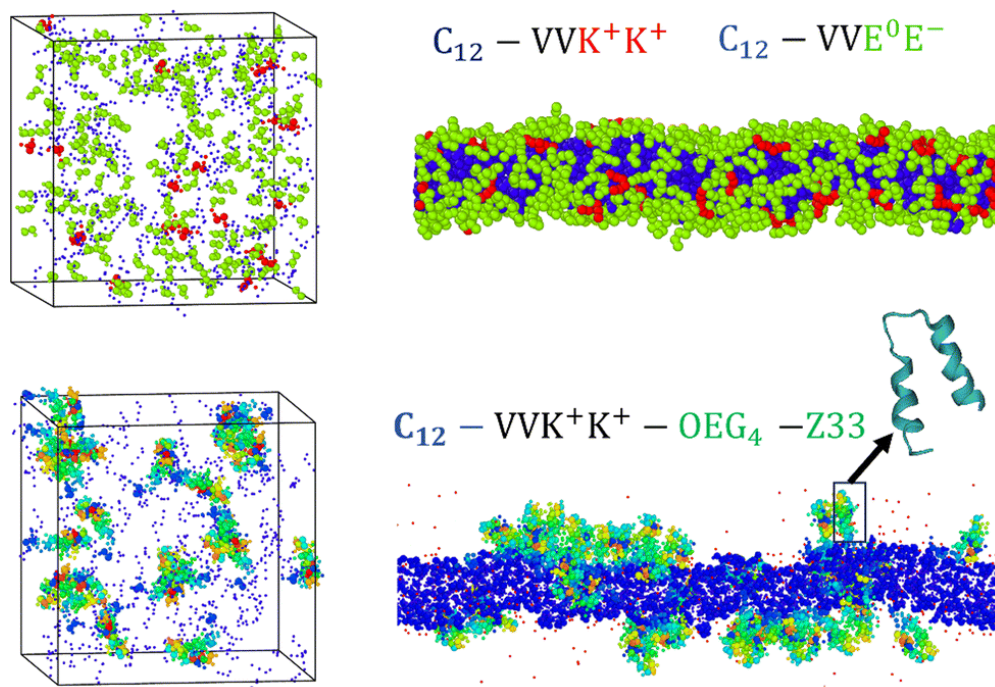 C₁₂ – VVK⁺K⁺
C₁₂ – VVE⁰E⁻
C₁₂ – VVK⁺K⁺ – OEG₄ –Z33